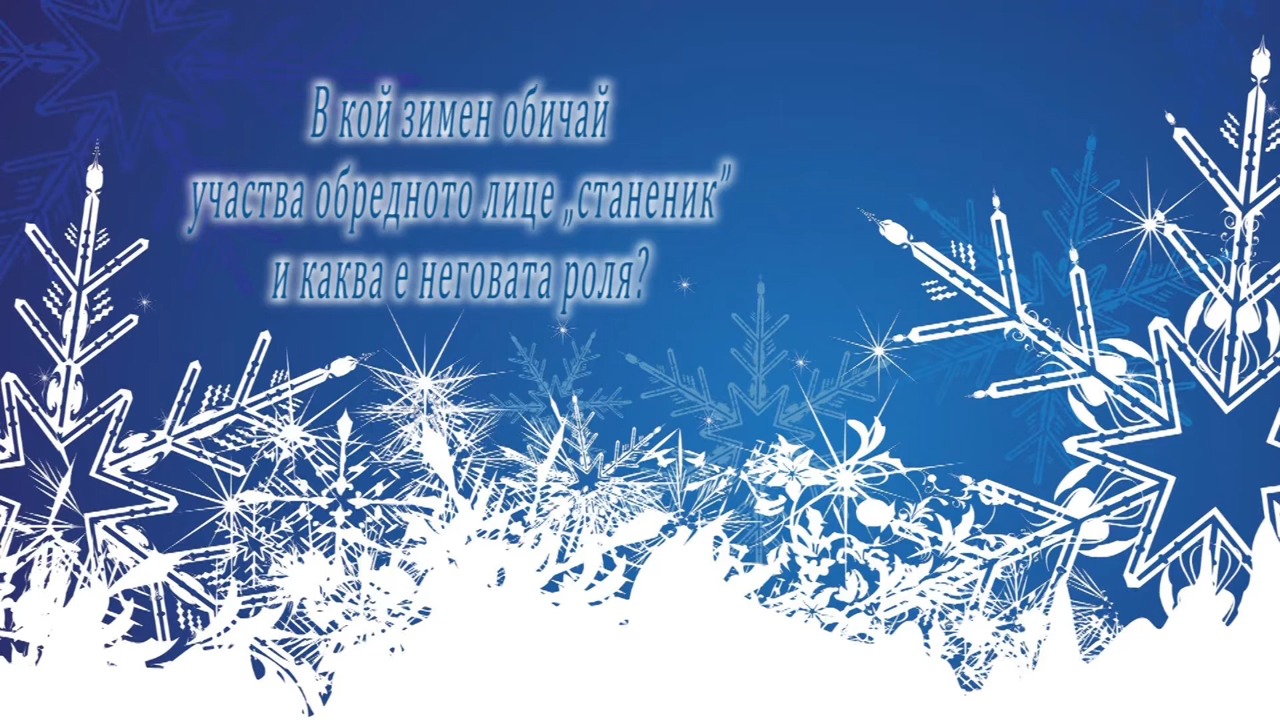 В кой зимен обичай
участва обредното лице „станеник”
и каква е неговата роля?